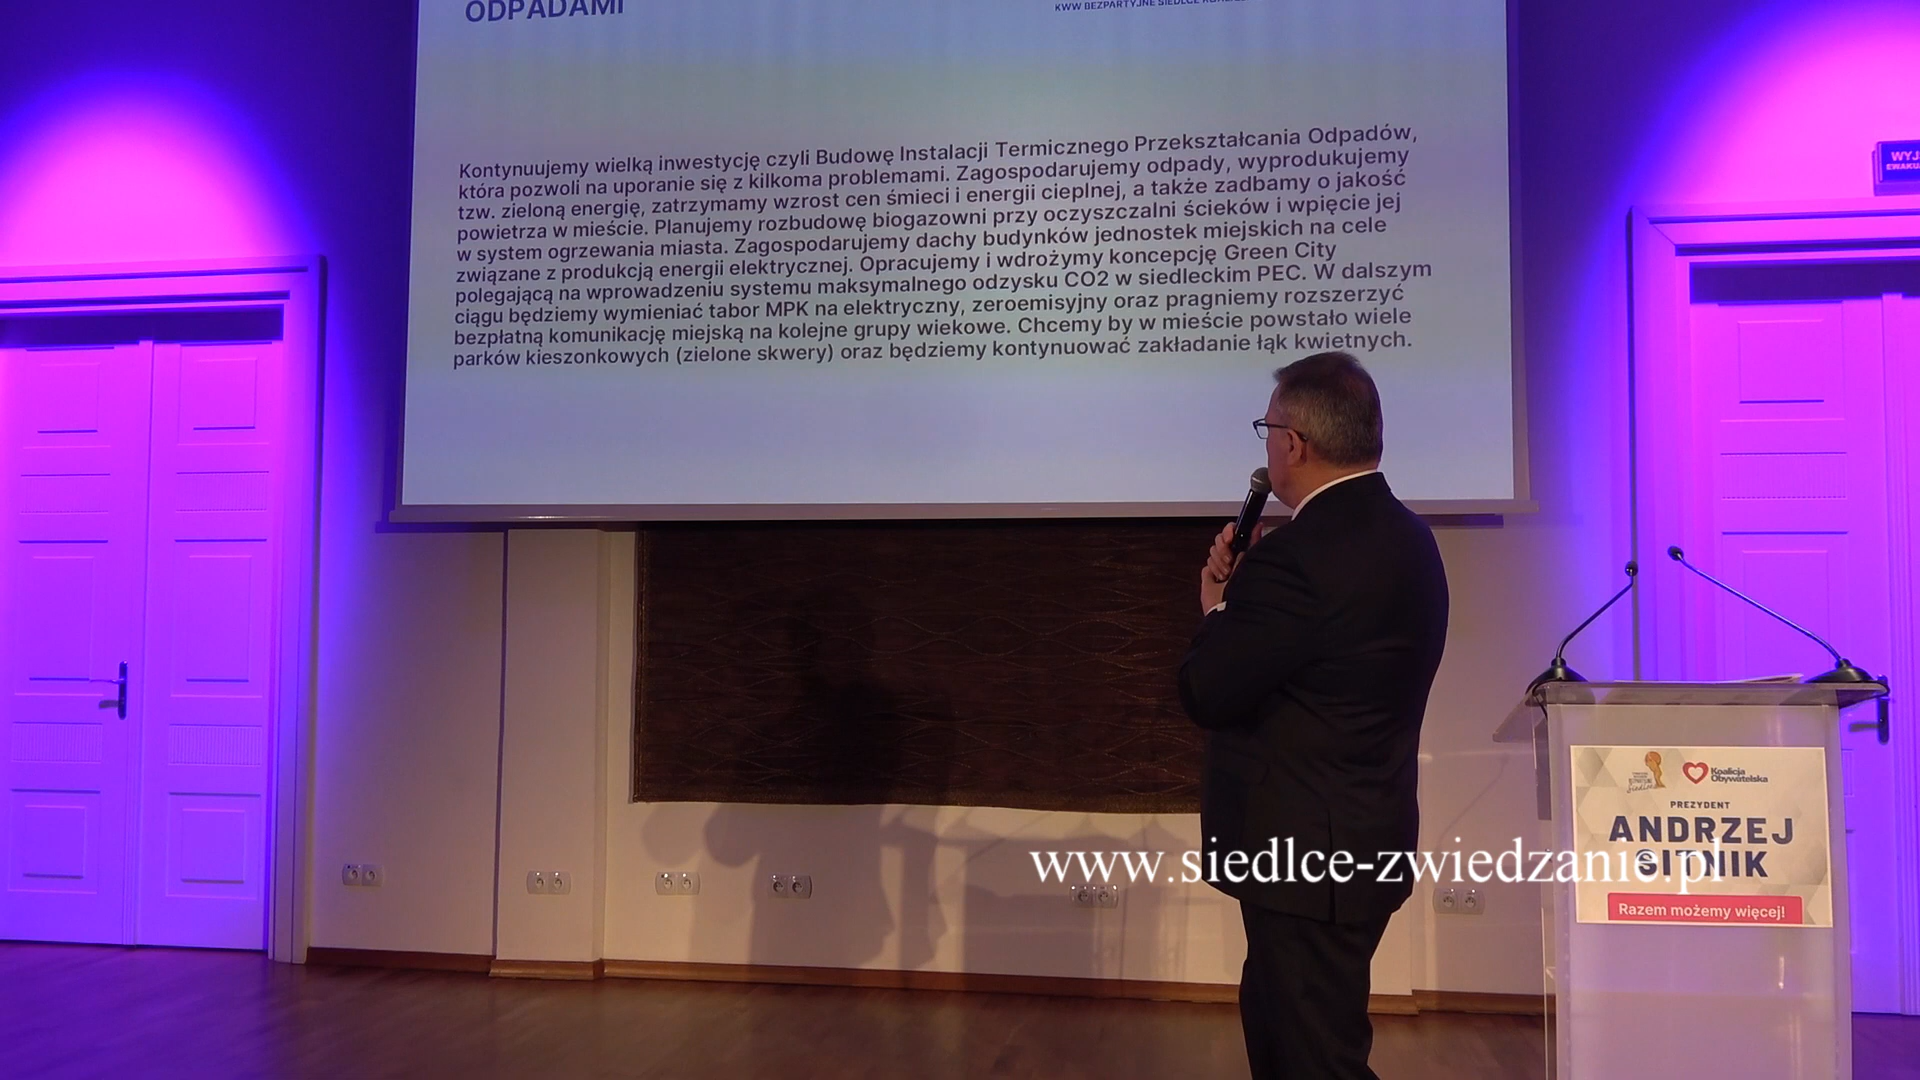 ODPADAMI
KWW BEZPARTYJNE SIEDLCE
Kontynuujemy wielką inwestycję czyli Budowę Instalacji Termicznego Przekształcania Odpadów,
która pozwoli na uporanie się z kilkoma problemami. Zagospodarujemy odpady, wyprodukujemy
tzw. zieloną energię, zatrzymamy wzrost cen śmieci i energii cieplnej, a także zadbamy o jakość
powietrza w mieście. Planujemy rozbudowę biogazowni przy oczyszczalni ścieków i wpięcie jej
w system ogrzewania miasta. Zagospodarujemy dachy budynków jednostek miejskich na cele
związane z produkcją energii elektrycznej. Opracujemy i wdrożymy koncepcję Green City
polegającą na wprowadzeniu systemu maksymalnego odzysku CO2 w siedleckim PEC. W dalszym
ciągu będziemy wymieniać tabor MPK na elektryczny, zeroemisyjny oraz pragniemy rozszerzyć
bezpłatną komunikację miejską na kolejne grupy wiekowe. Chcemy by w mieście powstało wiele
parków kieszonkowych (zielone skwery) oraz będziemy kontynuować zakładanie łąk kwietnych.
Siedlce
Koalicja
Obywatelska
PREZYDENT
ANDRZEJ
SITNIK
Razem możemy więcej!
www.siedlce-zwiedzanie.pl